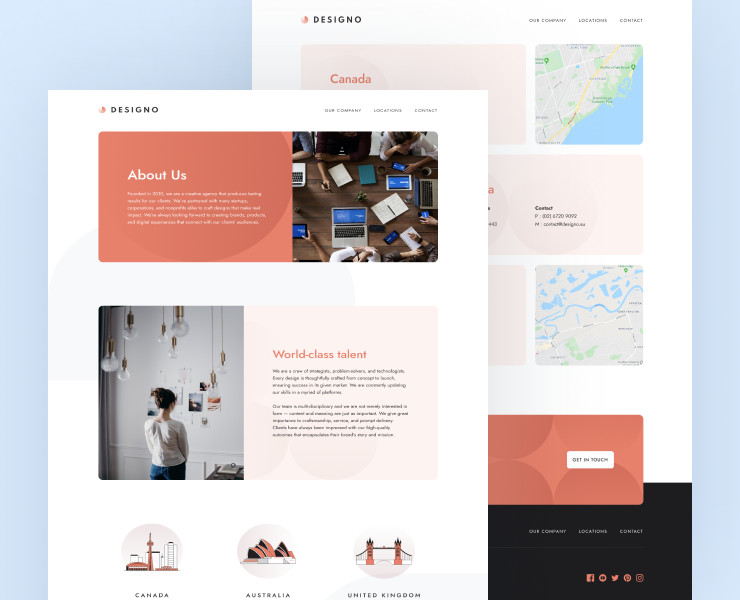 DESIGNO
OUR COMPANY LOCATIONS CONTACT
Canada
a
Contact
P : (02) 6720 9092
M : contact@designo.au
GET IN TOUCH
OUR COMPANY LOCATIONS CONTACT
DESIGNO
OUR COMPANY LOCATIONS CONTACT
About Us
Founded in 2010, we are a creative agency that produces lasting
results for our clients. We've partnered with many startups,
corporations, and nonprofits alike to craft designs that make real
impact. We're always looking forward to creating brands, products,
and digital experiences that connect with our clients' audiences.
World-class talent
We are a crew of strategists, problem-solvers, and technologists.
Every design is thoughtfully crafted from concept to launch,
ensuring success in its given market. We are constantly updating
our skills in a myriad of platforms.
Our team is multidisciplinary and we are not merely interested in
form — content and meaning are just as important. We give great
importance to craftsmanship, service, and prompt delivery.
Clients have always been impressed with our high-quality
outcomes that encapsulates their brand's story and mission.
CANADA
AUSTRALIA
UNITED KINGDOM